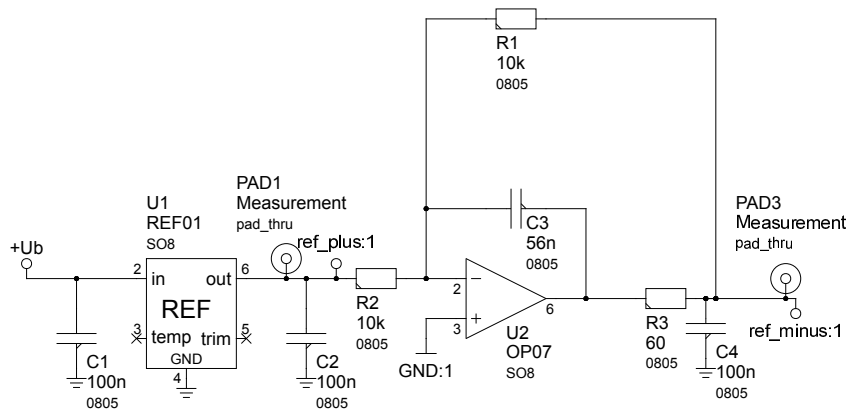 R1
10k
0805
U1
REF01
SO8
PAD1
Measurement
pad_thru
PAD3
Measurement
pad_thru
C3
56n
0805
+Ub
ref_plus:1
2
in
out
6
REF
3
temp
trim
5
GND
4
C1
100n
0805
C2
100n
0805
R2
10k
0805
2
3
6
GND:1
U2
OP07
SO8
R3
60
0805
C4
100n
0805
ref_minus:1